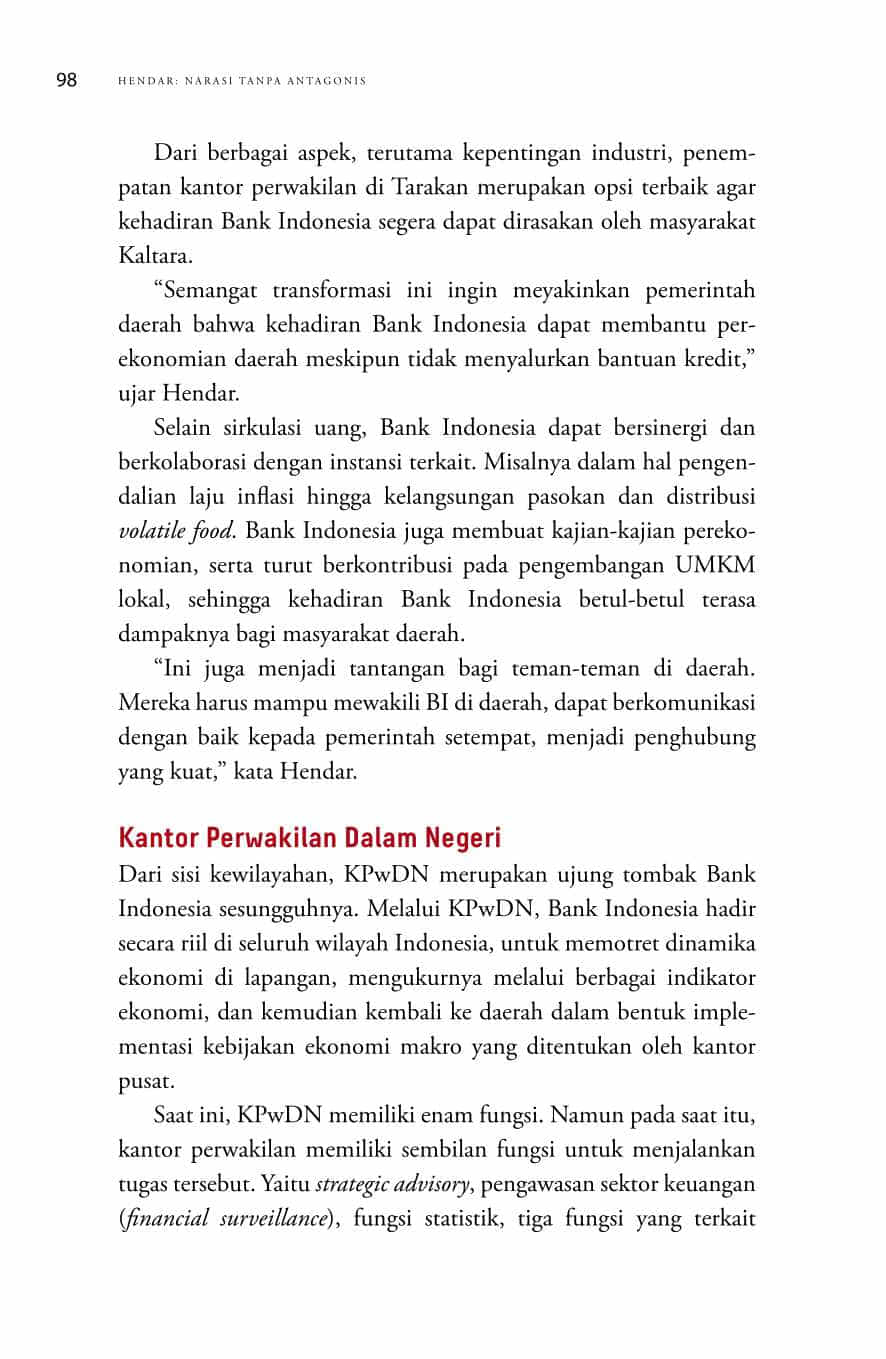 98 HENDAR: NARASI TANPA ANTAGONIS
Dari berbagai aspek, terutama kepentingan industri, penem-
patan kantor perwakilan di Tarakan merupakan opsi terbaik agar
kehadiran Bank Indonesia segera dapat dirasakan oleh masyarakat
Kaltara.
“Semangat transformasi ini ingin meyakinkan pemerintah
daerah bahwa kehadiran Bank Indonesia dapat membantu per-
ekonomian daerah meskipun tidak menyalurkan bantuan kredit,”
ujar Hendar.
Selain sirkulasi uang, Bank Indonesia dapat bersinergi dan
berkolaborasi dengan instansi terkait. Misalnya dalam hal pengen-
dalian laju inflasi hingga kelangsungan pasokan dan distribusi
volatile food. Bank Indonesia juga membuat kajian-kajian pereko-
nomian, serta turut berkontribusi pada pengembangan UMKM
lokal, sehingga kehadiran Bank Indonesia betul-betul terasa
dampaknya bagi masyarakat daerah.
“Ini juga menjadi tantangan bagi teman-teman di daerah.
Mereka harus mampu mewakili BI di daerah, dapat berkomunikasi
dengan baik kepada pemerintah setempat, menjadi penghubung
yang kuat,” kata Hendar.
Kantor Perwakilan Dalam Negeri
Dari sisi kewilayahan, KPwDN merupakan ujung tombak Bank
Indonesia sesungguhnya. Melalui KPwDN, Bank Indonesia hadir
secara riil di seluruh wilayah Indonesia, untuk memotret dinamika
ekonomi di lapangan, mengukurnya melalui berbagai indikator
ekonomi, dan kemudian kembali ke daerah dalam bentuk imple-
mentasi kebijakan ekonomi makro yang ditentukan oleh kantor
pusat.
Saat ini, KPwDN memiliki enam fungsi. Namun pada saat itu,
kantor perwakilan memiliki sembilan fungsi untuk menjalankan
tugas tersebut. Yaitu strategic advisory, pengawasan sektor keuangan
(financial surveillance), fungsi statistik, tiga fungsi yang terkait